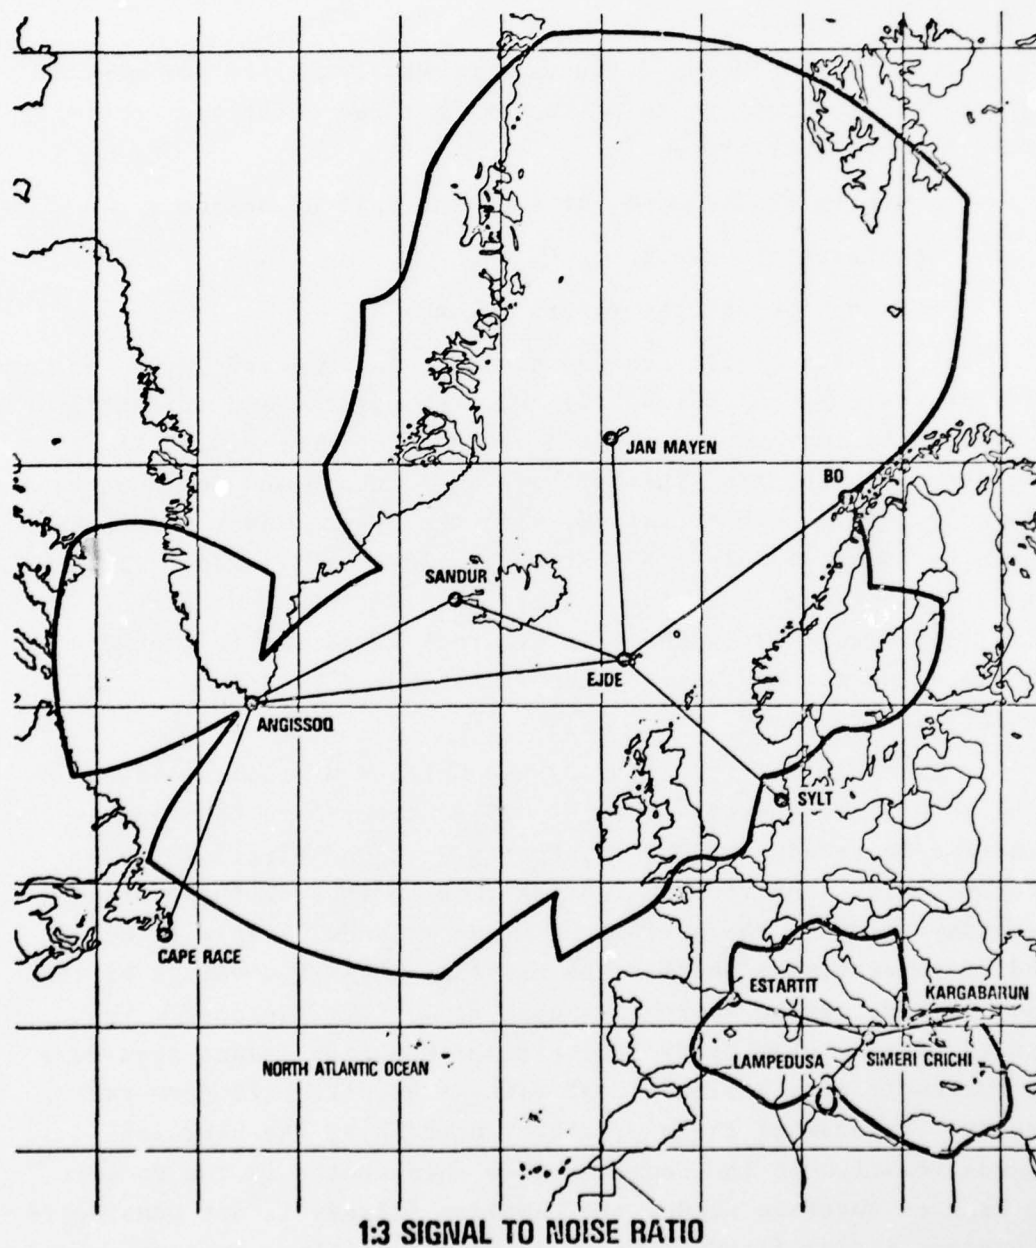 JAN MAYEN
BO
SANDUR
EJDE
ANGISSOQ
SYLT
CAPE RACE
ESTARTIT
KARGABARUN
LAMPEDUSA
SIMERI CRICHI
NORTH ATLANTIC OCEAN
1:3 SIGNAL TO NOISE RATIO